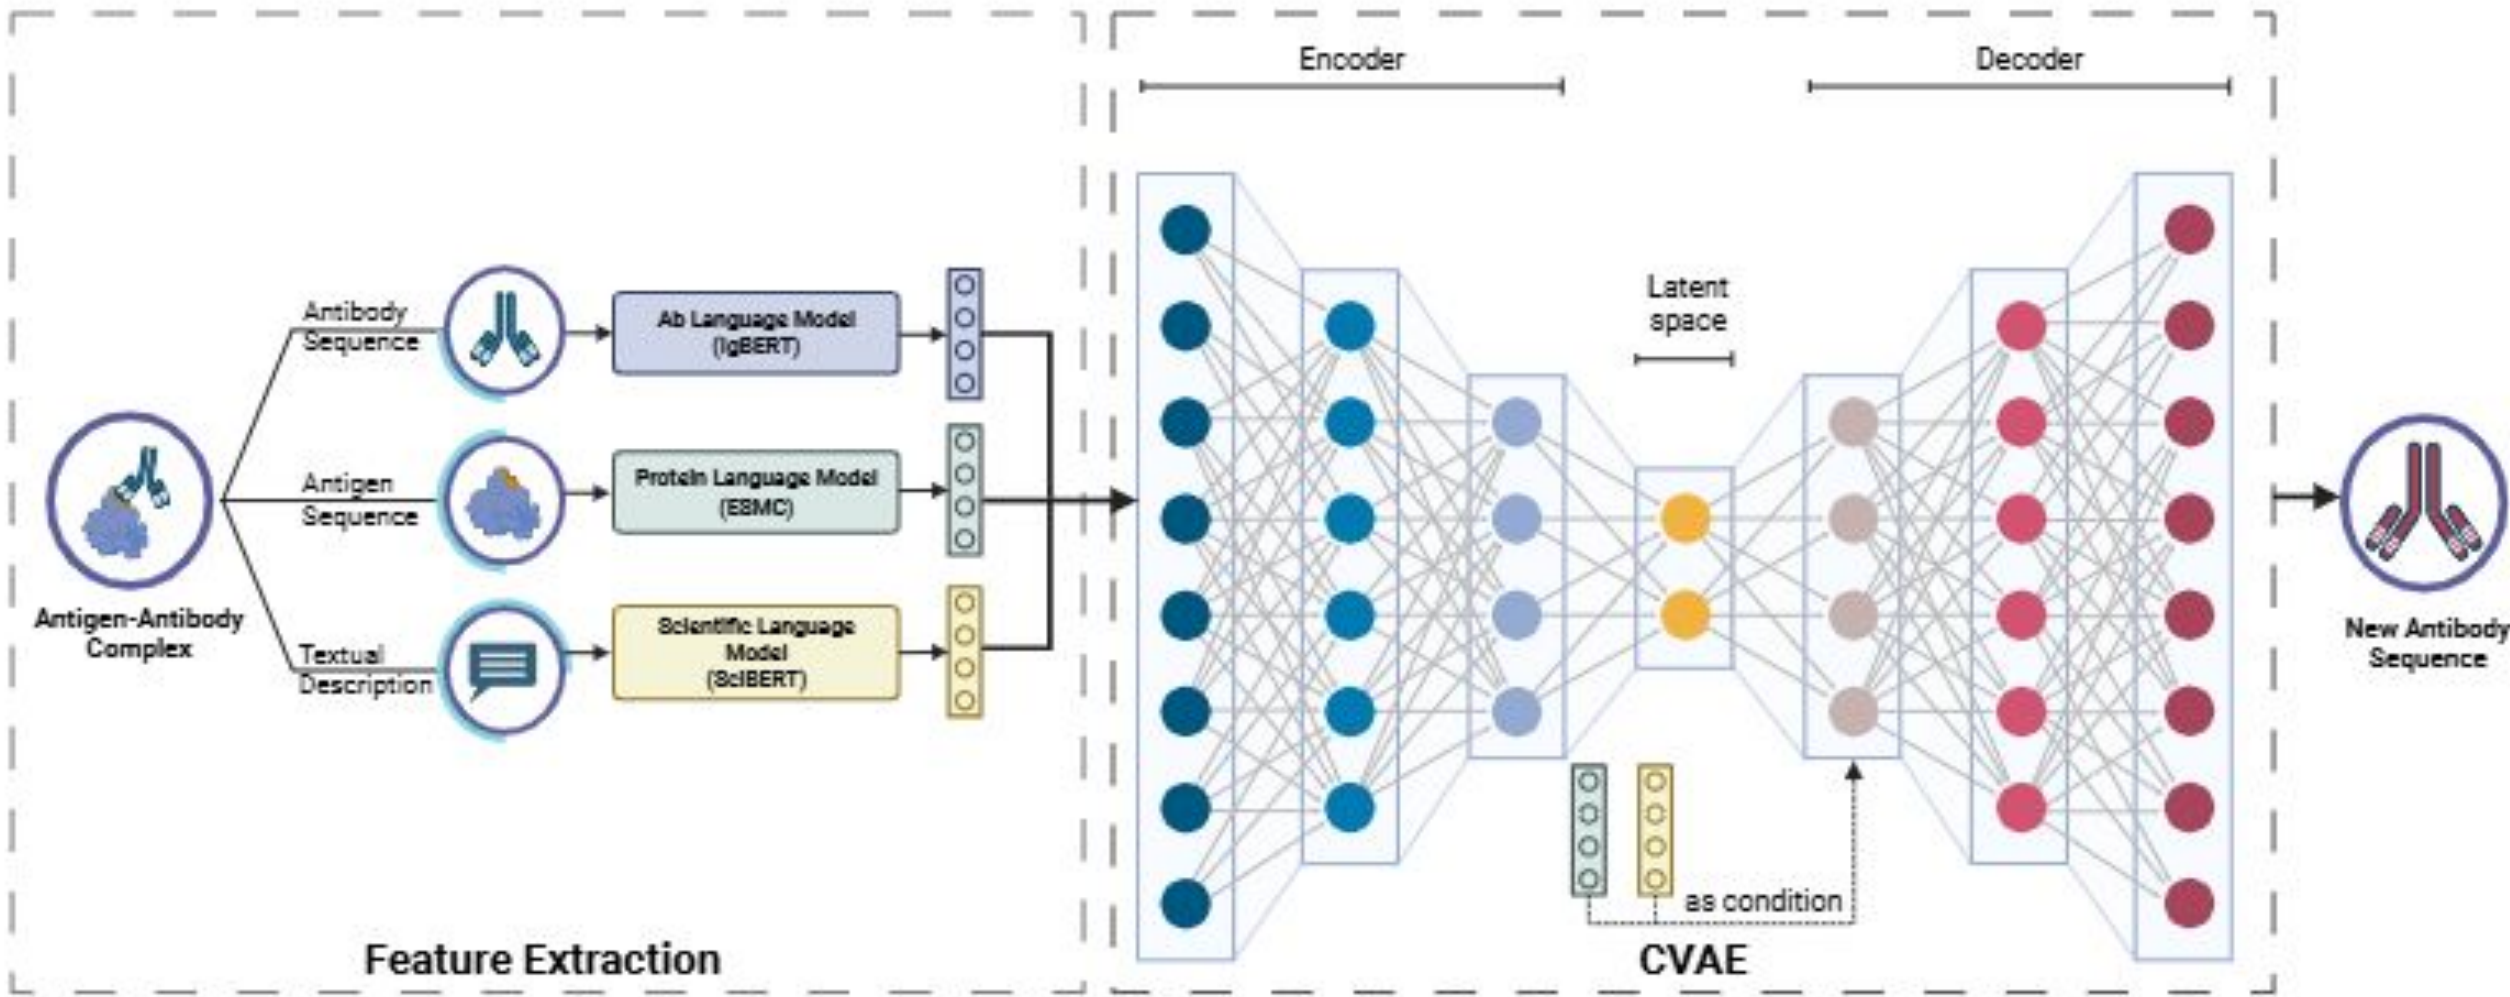 Encoder
Decoder
Latent
space
Antibody
Sequence
Ab Language Model
(IgBERT)
Antigen
Sequence
Protein Language Model
(ESMC)
Textual
Description
Scientific Language
Model
(SciBERT)
Antigen-Antibody
Complex
New Antibody
Sequence
as condition
Feature Extraction
CVAE